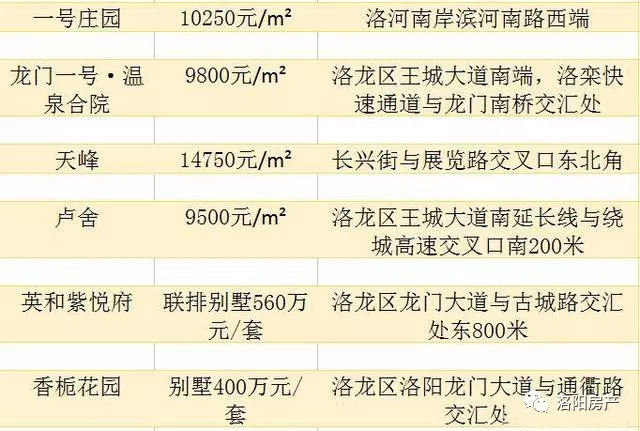 一号庄园 10250元/m² 洛河南岸滨河南路西端
龙门一号·温 9800元/m² 洛龙区王城大道南端，洛栾快
泉合院 速通道与龙门南桥交汇处
天峰 14750元/m² 长兴街与展览路交叉口东北角
卢舍 9500元/m² 洛龙区王城大道南延长线与绕
城高速交叉口南200米
英和紫悦府 联排别墅560万 洛龙区龙门大道与古城路交汇
元/套 处东800米
香栀花园 别墅400万元/ 洛龙区洛阳龙门大道与通衢路
套 交汇处
洛阳房产